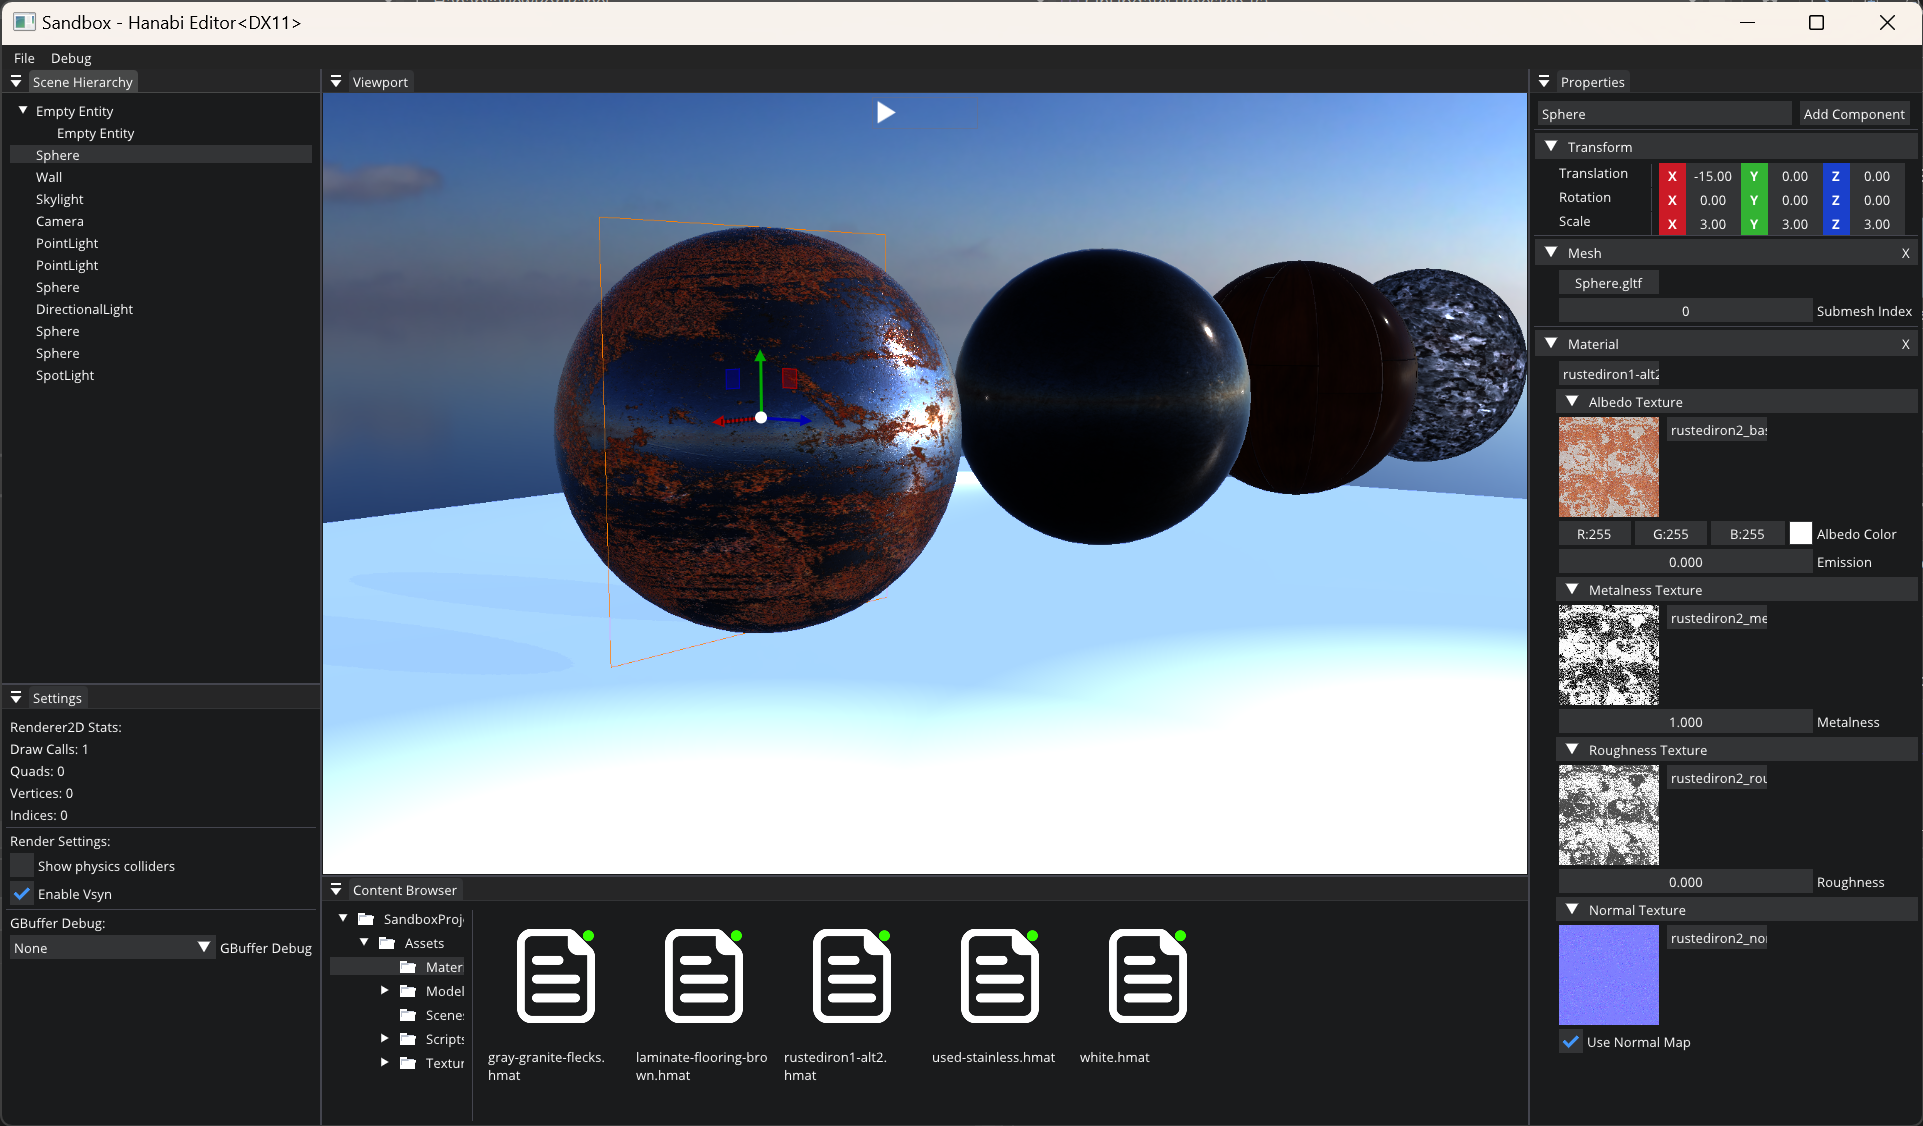 Sandbox - Hanabi Editor<DX11>
File Debug
Scene Hierarchy
Empty Entity
Empty Entity
Sphere
Wall
Skylight
Camera
PointLight
PointLight
Sphere
DirectionalLight
Sphere
Sphere
SpotLight
Settings
Renderer2D Stats:
Draw Calls: 1
Quads: 0
Vertices: 0
Indices: 0
Render Settings:
Show physics colliders
Enable Vsyn
GBuffer Debug:
None GBuffer Debug
Viewport
Content Browser
SandboxProj
Assets
Mater
Model
Scene
Scripts
Textur
gray-granite-flecks.
hmat
laminate-flooring-bro
wn.hmat
rustediron1-alt2.
hmat
used-stainless.hmat
white.hmat
Properties
Sphere Add Component
Transform
Translation X -15.00 Y 0.00 Z 0.00
Rotation X 0.00 Y 0.00 Z 0.00
Scale X 3.00 Y 3.00 Z 3.00
Mesh X
Sphere.gltf
0 Submesh Index
Material X
rustediron1-alt2
Albedo Texture
rustediron2_bas
R:255 G:255 B:255 Albedo Color
0.000 Emission
Metalness Texture
rustediron2_me
1.000 Metalness
Roughness Texture
rustediron2_rou
0.000 Roughness
Normal Texture
rustediron2_no
Use Normal Map